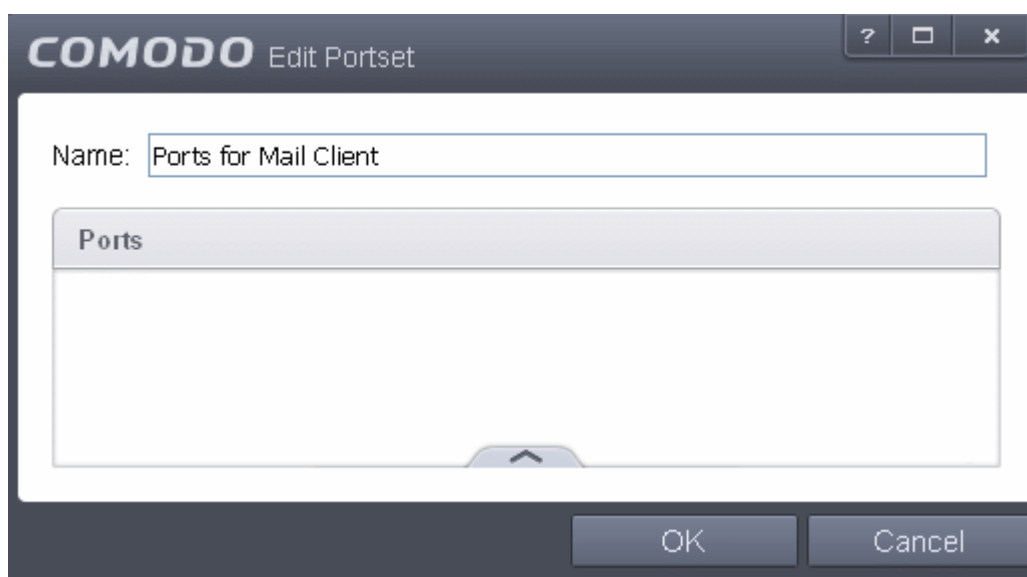 COMODO Edit Portset ? x
Name: Ports for Mail Client
Ports
OK Cancel